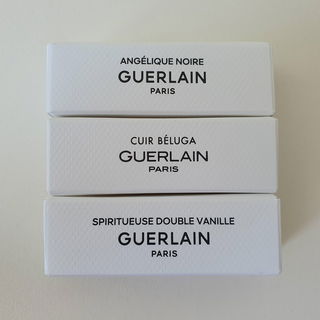 ANGÉLIQUE NOIRE
GUERLAIN
PARIS
CUIR BÉLUGA
GUERLAIN
PARIS
SPIRITUEUSE DOUBLE VANILLE
GUERLAIN
PARIS